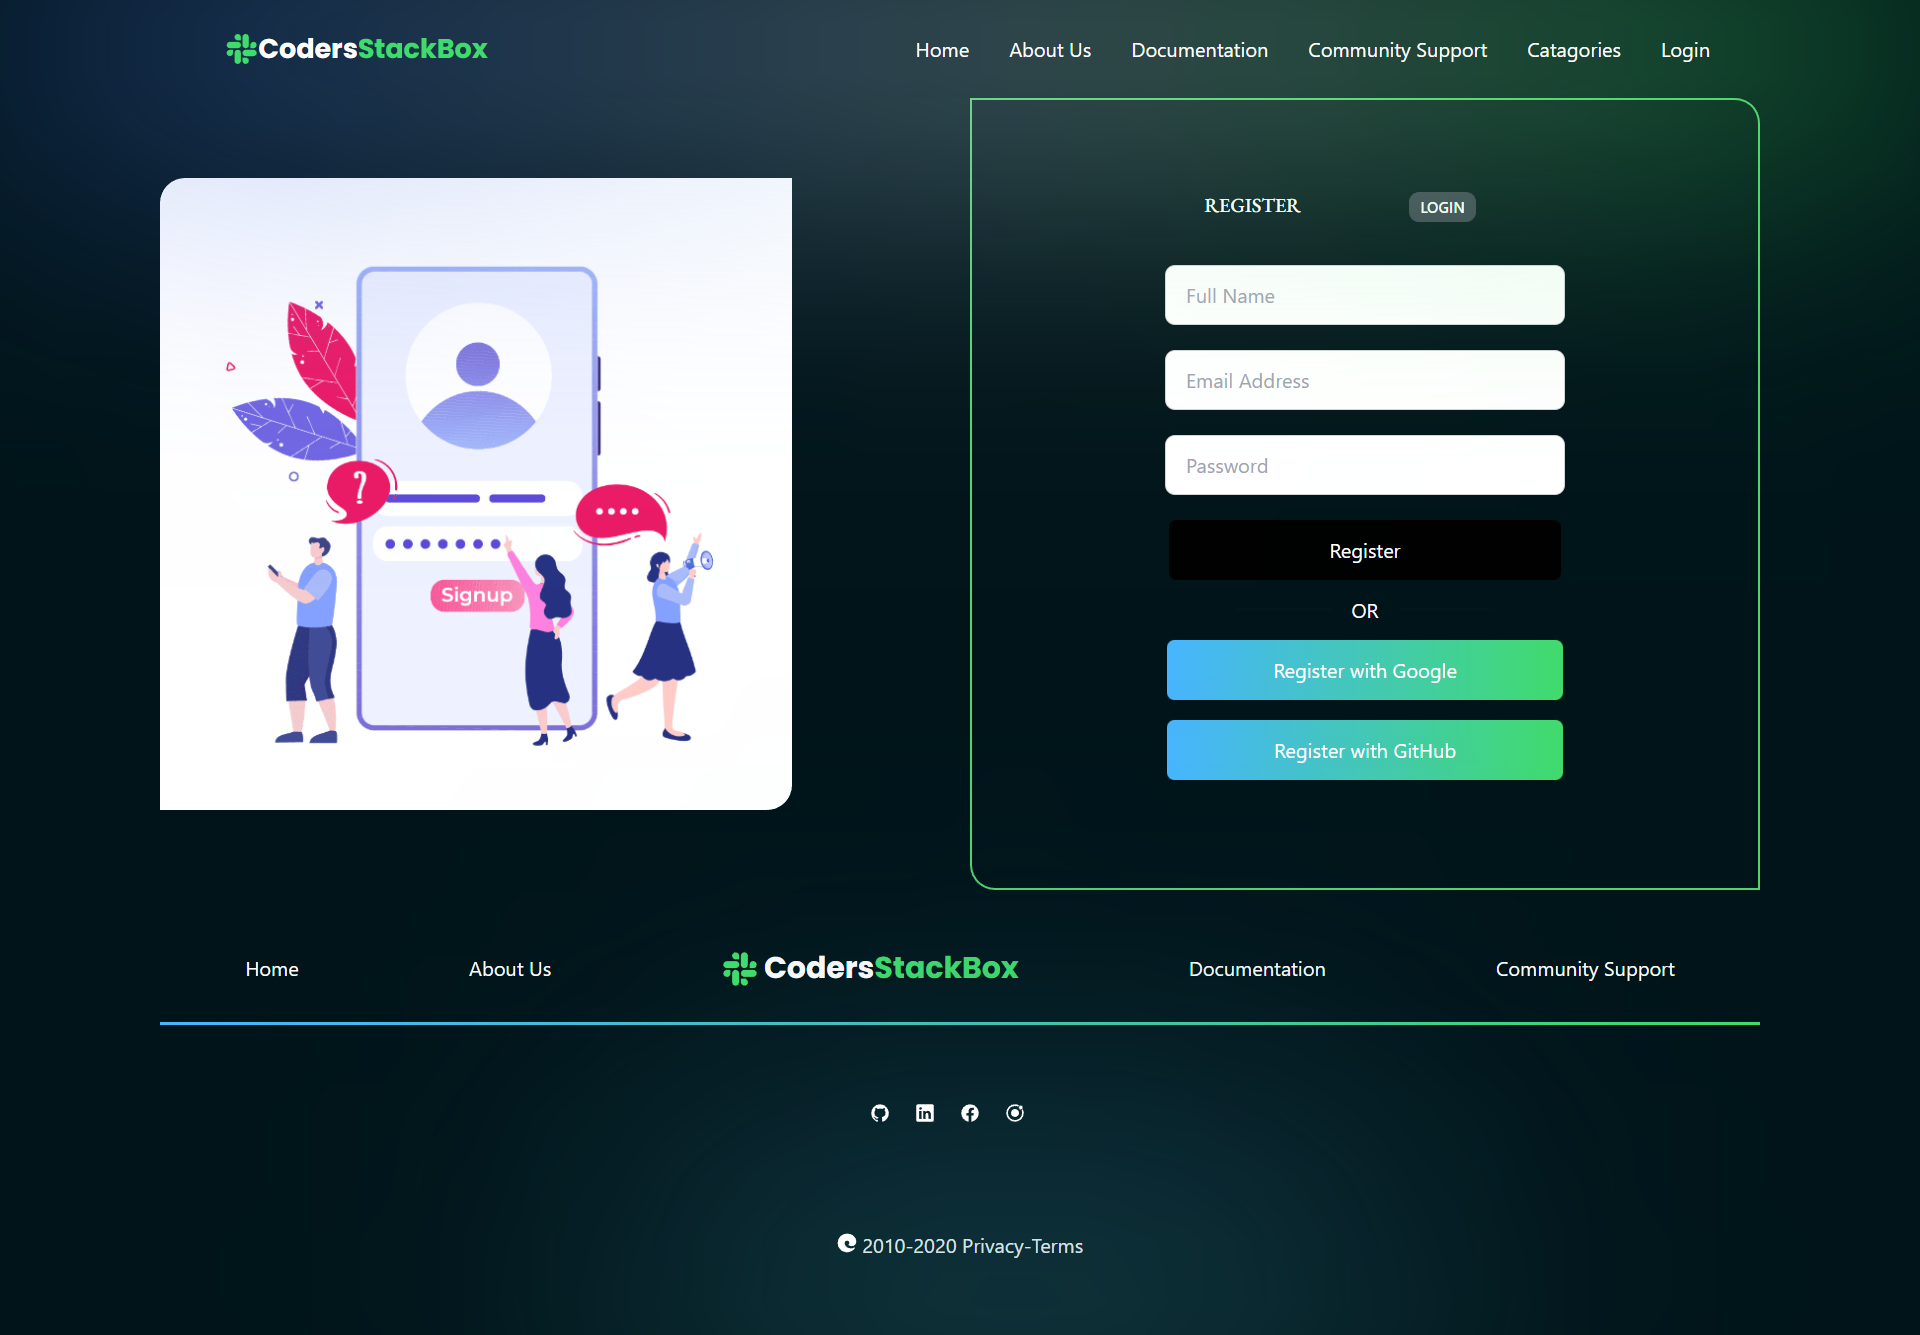 CodersStackBox
Home About Us Documentation Community Support Catagories Login
REGISTER LOGIN
Full Name
Email Address
Password
Register
OR
Register with Google
Register with GitHub
?
Signup
Home About Us CodersStackBox Documentation Community Support
in
2010-2020 Privacy-Terms